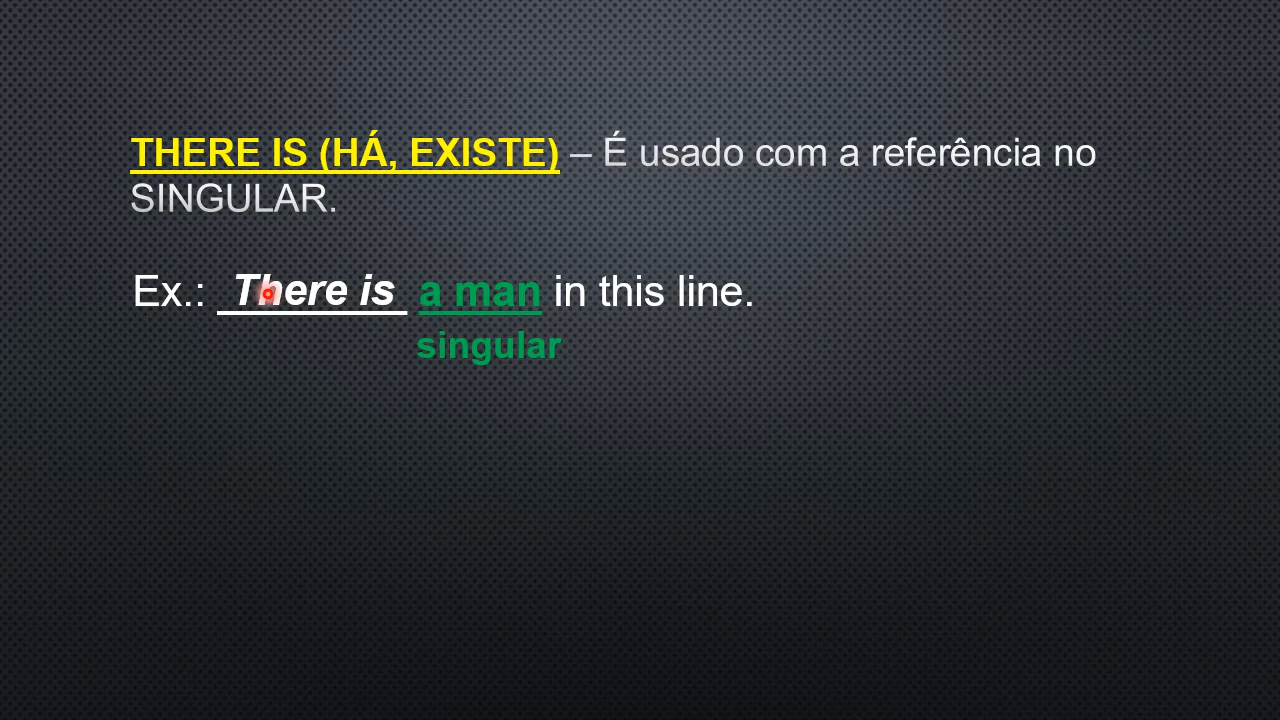 THERE IS (HÁ, EXISTE) – É usado com a referência no
SINGULAR.
Ex.: There is a man in this line.
singular